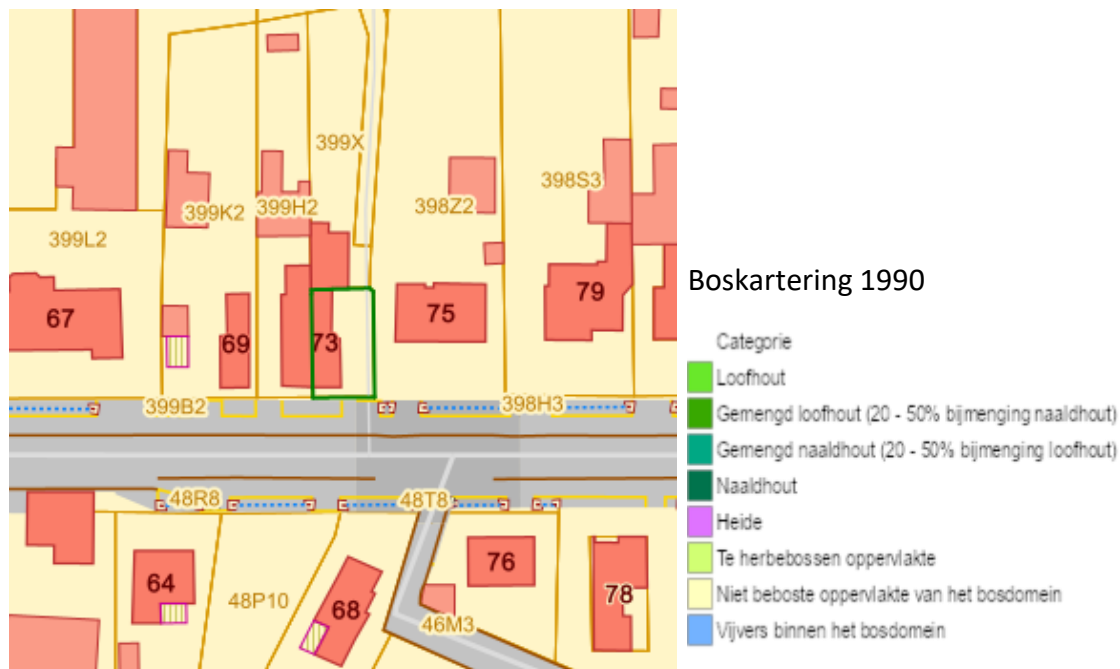 399X
398S3
399K2
399H2
398Z2
399L2
67
69
73
75
79
399B2
398H3
48R8
48T8
64
48P10
68
76
46M3
78
Boskartering 1990
Categorie
Loofhout
Gemengd loofhout (20 - 50% bijmenging naaldhout)
Gemengd naaldhout (20 - 50% bijmenging loofhout)
Naaldhout
Heide
Te herbebossen oppervlakte
Niet beboste oppervlakte van het bosdomein
Vijvers binnen het bosdomein